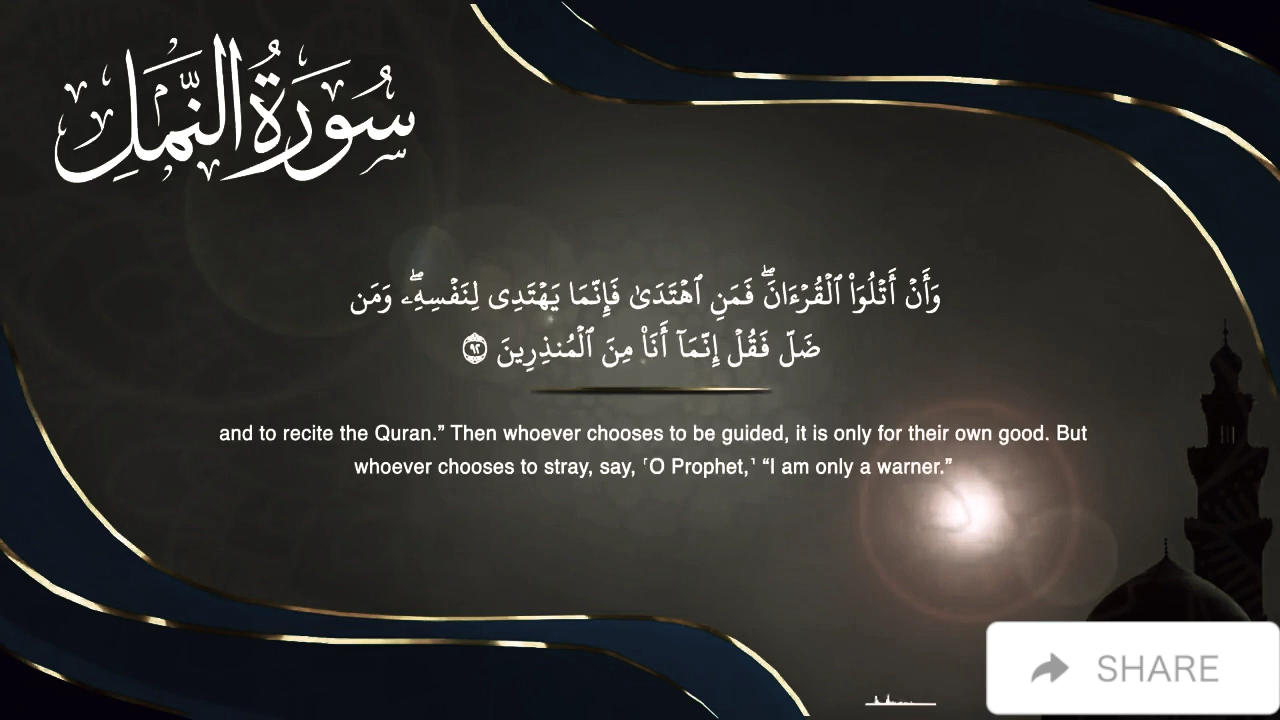 سُورَةُ النَّمْلِ
وَأَنْ أَتْلُوَا۟ ٱلْقُرْءَانَ ۖ فَمَنِ ٱهْتَدَىٰ فَإِنَّمَا يَهْتَدِى لِنَفْسِهِۦ ۖ وَمَن
ضَلَّ فَقُلْ إِنَّمَآ أَنَا۠ مِنَ ٱلْمُنذِرِينَ ٩٢
and to recite the Quran.” Then whoever chooses to be guided, it is only for their own good. But
whoever chooses to stray, say, ˹O Prophet,˺ “I am only a warner.”
SHARE